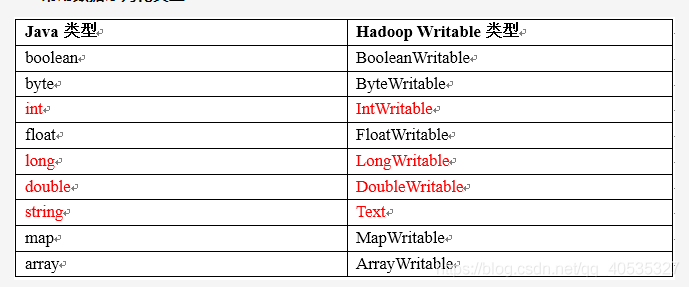 Java 类型 Hadoop Writable 类型
boolean BooleanWritable
byte ByteWritable
int IntWritable
float FloatWritable
long LongWritable
double DoubleWritable
string Text
map MapWritable
array ArrayWritable
https://blog.csdn.net/qq_40535327